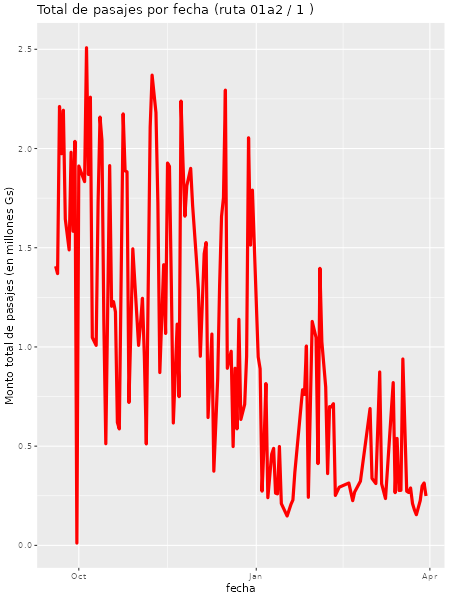 Total de pasajes por fecha (ruta 01a2 / 1 )
Monto total de pasajes (en millones Gs)
2.5
2.0
1.5
1.0
0.5
0.0
Oct
Jan
Apr
fecha